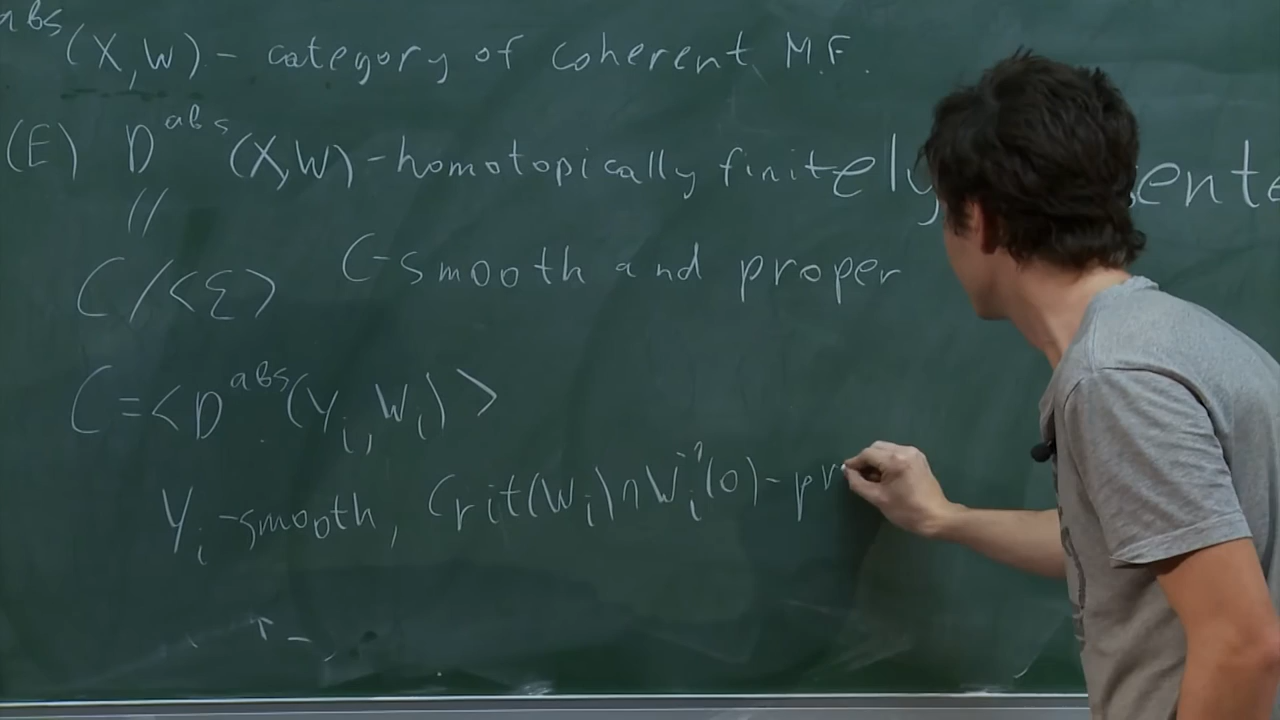 abs
(X,W) - category of coherent M.F.
(E) D^{abs}(X,W) - homotopically finitely
//
C/<ℰ> C - smooth and proper
C = <D^{abs}(Y_i, W_i)>
Y_i - smooth, Crit(W_i) ∩ W_i^{-1}(0) - pr